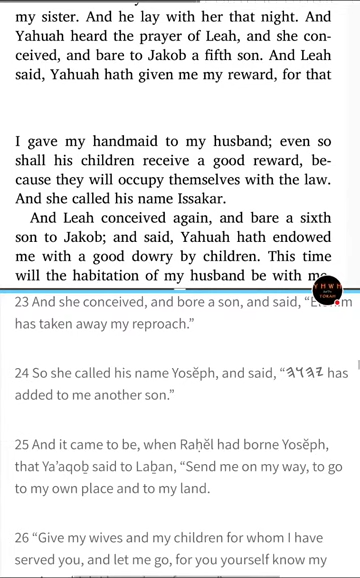 my sister. And he lay with her that night. And
Yahuah heard the prayer of Leah, and she con-
ceived, and bare to Jakob a fifth son. And Leah
said, Yahuah hath given me my reward, for that
I gave my handmaid to my husband; even so
shall his children receive a good reward, be-
cause they will occupy themselves with the law.
And she called his name Issakar.
And Leah conceived again, and bare a sixth
son to Jakob; and said, Yahuah hath endowed
me with a good dowry by children. This time
will the habitation of my husband be with
YHWH
23 And she conceived, and bore a son, and said,
has taken away my reproach.”
24 So she called his name Yosĕph, and said, “𐤉𐤄𐤅𐤄 has
added to me another son.”
25 And it came to be, when Raḥĕl had borne Yosĕph,
that Ya‛aqoḇ said to Laḇan, “Send me on my way, to go
to my own place and to my land.
26 “Give my wives and my children for whom I have
served you, and let me go, for you yourself know my